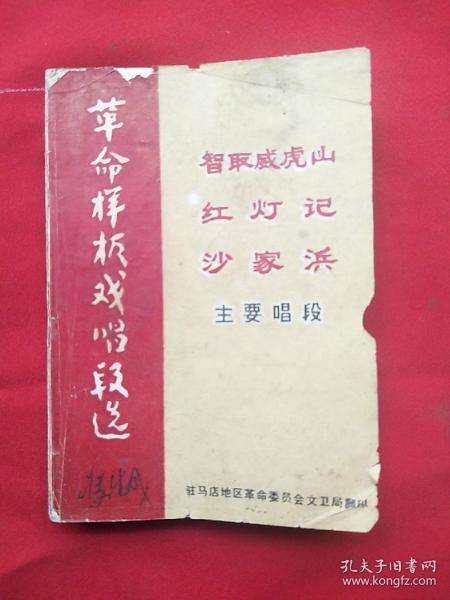 革命样板戏唱段选
智取威虎山
红灯记
沙家浜
主要唱段
驻马店地区革命委员会文卫局翻印
孔夫子旧书网
www.kongfz.com